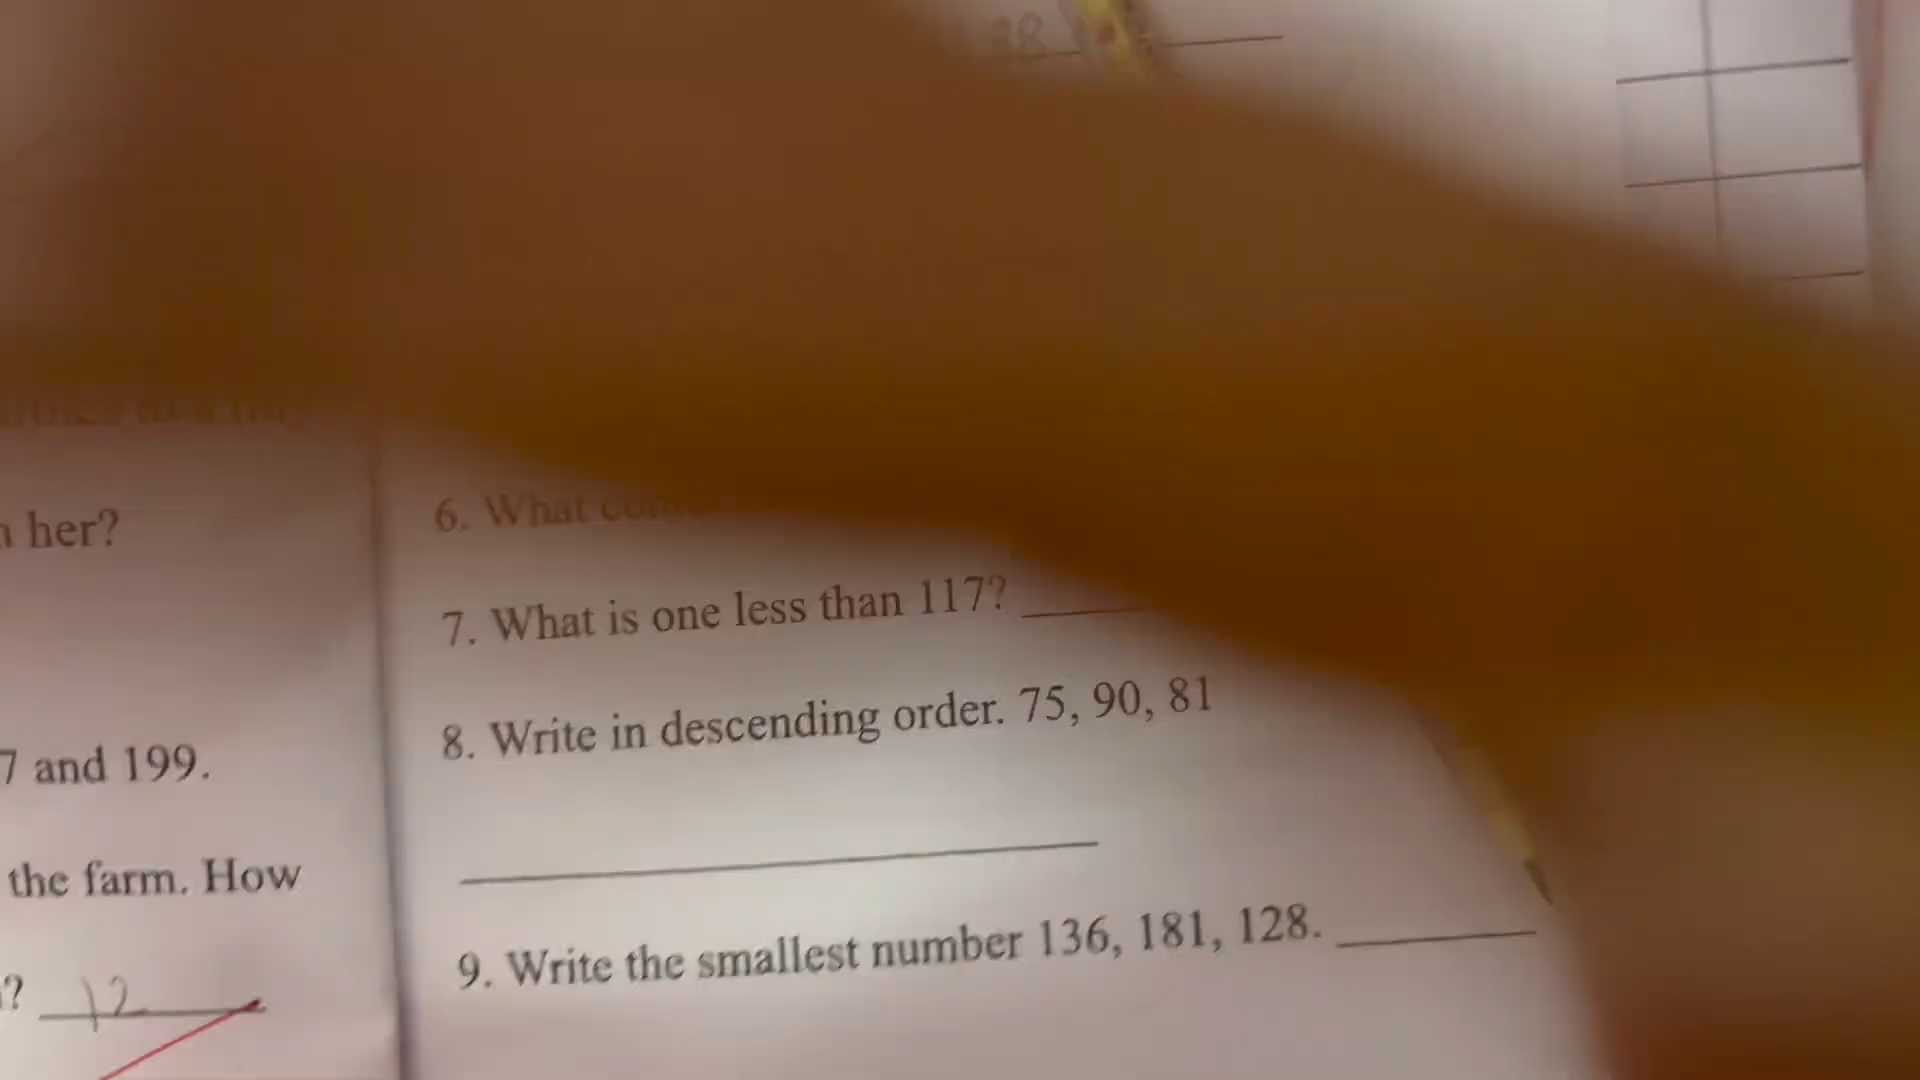 her?
7 and 199.
the farm. How
? 12
6. What
7. What is one less than 117?
8. Write in descending order. 75, 90, 81
9. Write the smallest number 136, 181, 128.